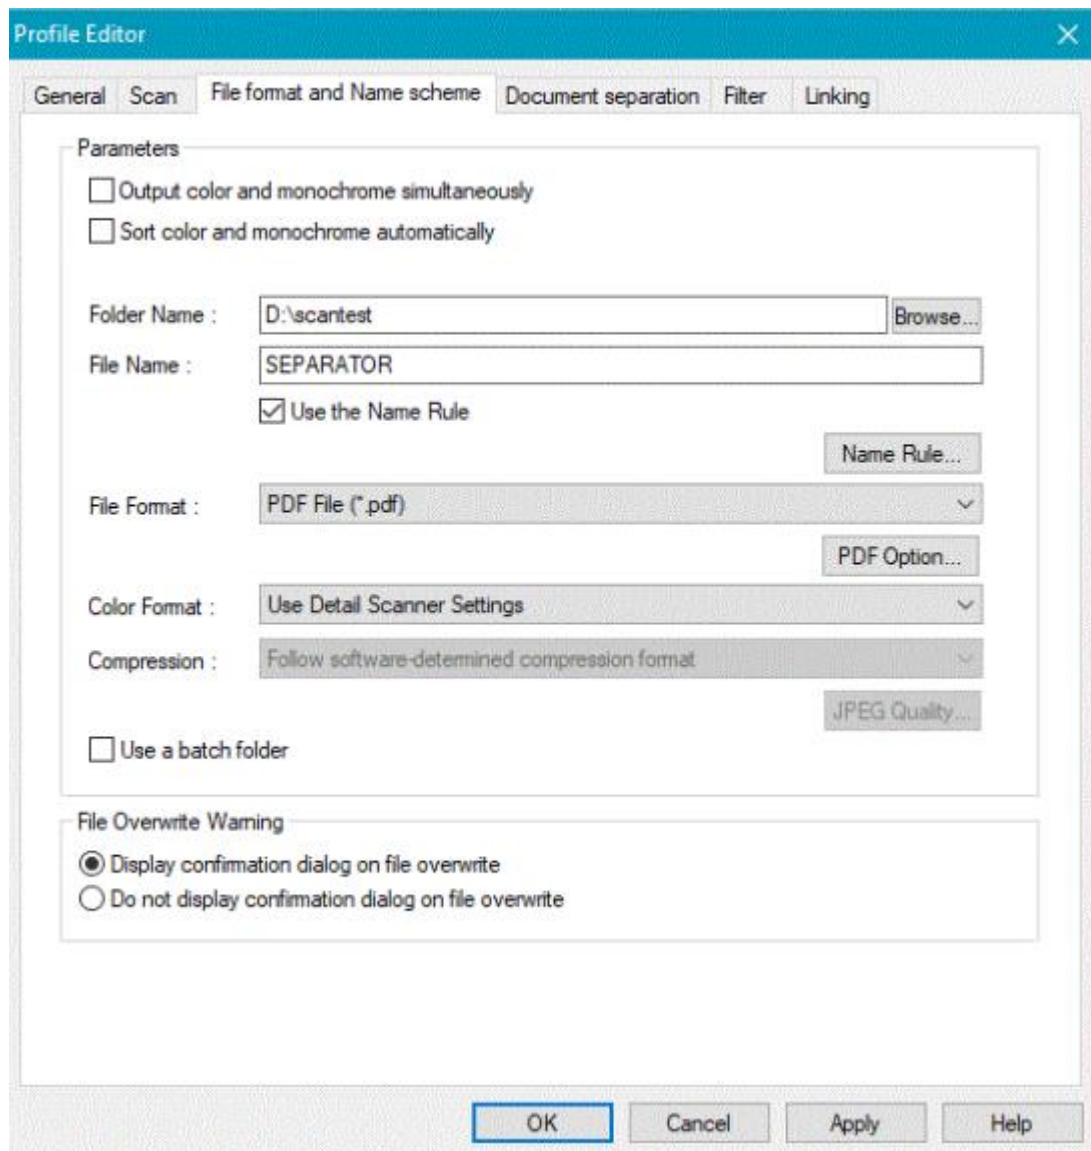 Profile Editor
General Scan File format and Name scheme Document separation Filter Linking
Parameters
Output color and monochrome simultaneously
Sort color and monochrome automatically
Folder Name : D:\scantest Browse...
File Name : SEPARATOR
Use the Name Rule
Name Rule...
File Format : PDF File (*.pdf)
PDF Option...
Color Format : Use Detail Scanner Settings
Compression : Follow software-determined compression format
JPEG Quality...
Use a batch folder
File Overwrite Warning
Display confirmation dialog on file overwrite
Do not display confirmation dialog on file overwrite
OK Cancel Apply Help